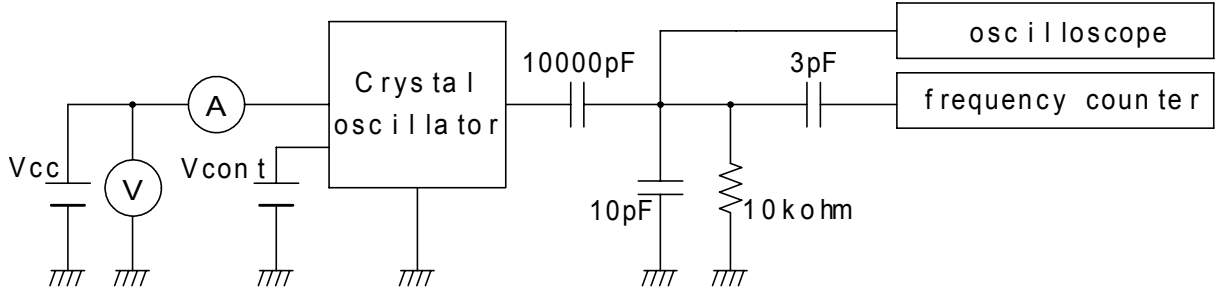 oscilloscope
10000pF
3pF
Crystal
oscillator
frequency counter
A
Vcc
V
Vcont
10pF
10kohm